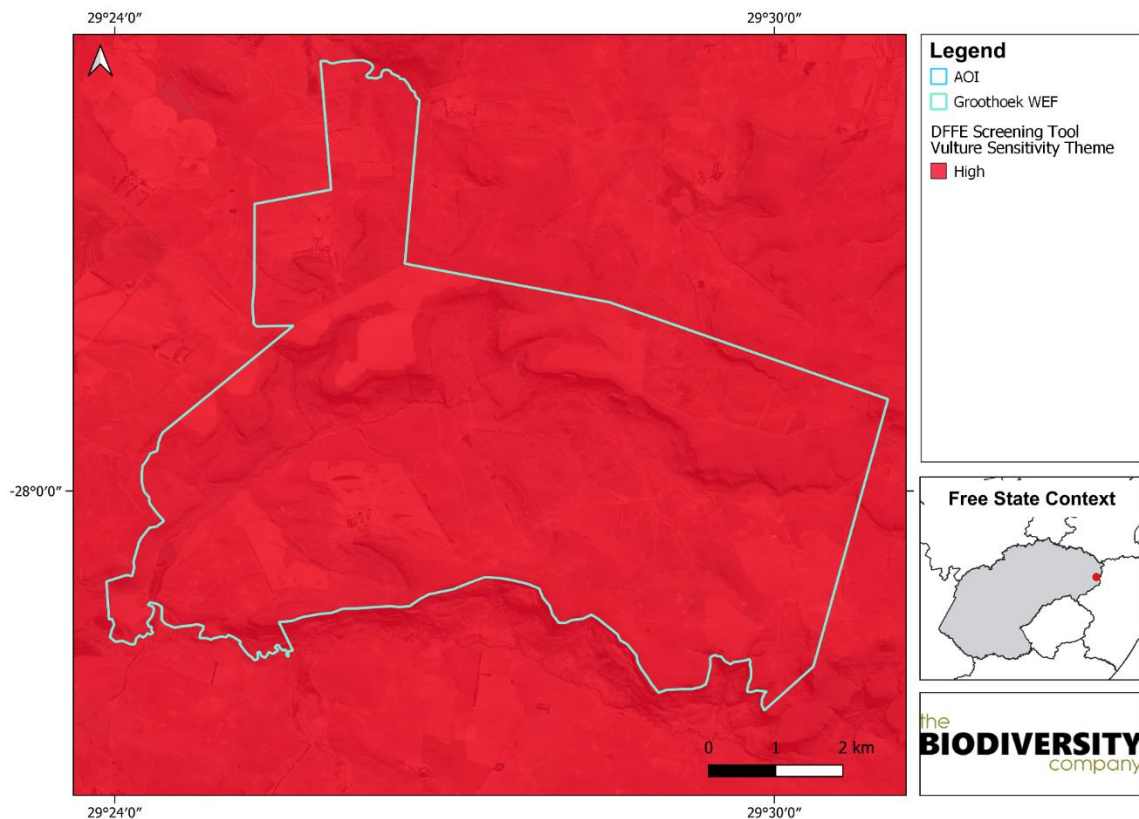 29°24'0″
29°30'0″
-28°0'0″
0 1 2 km
29°24'0″
29°30'0″
Legend
AOI
Groothoek WEF
DFFE Screening Tool
Vulture Sensitivity Theme
High
Free State Context
the
BIODIVERSITY
company